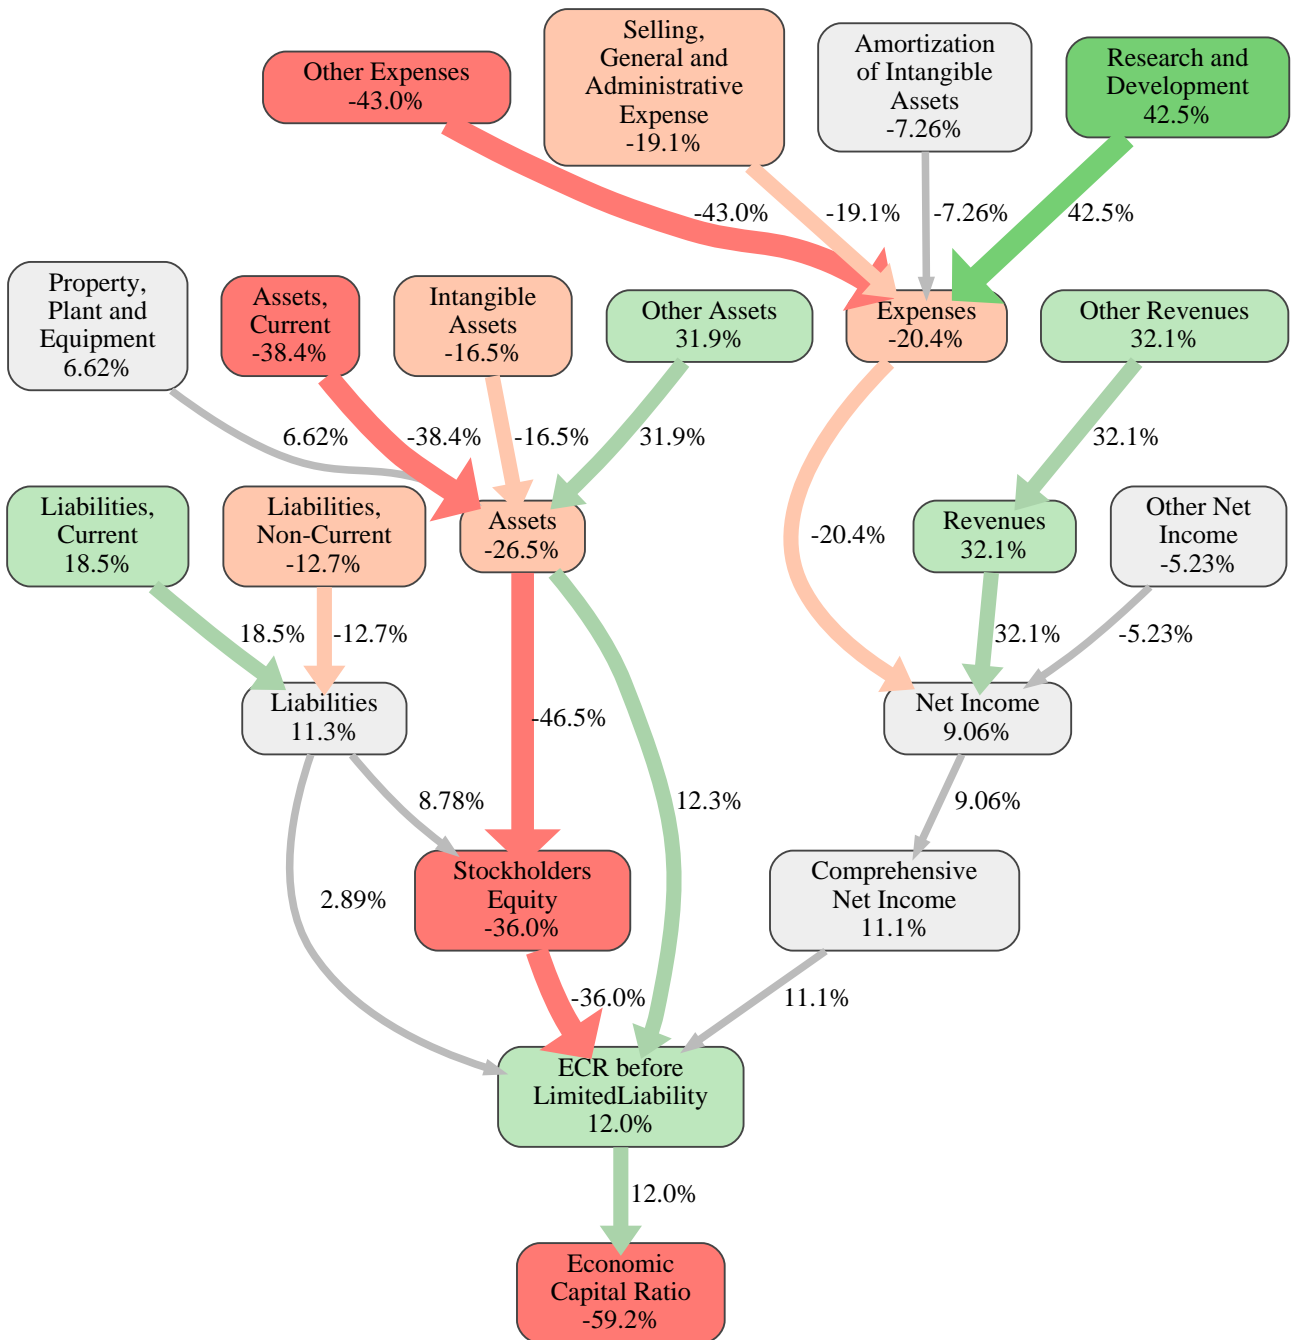 Other Expenses
-43.0%
Selling,
General and
Administrative
Expense
-19.1%
Amortization
of Intangible
Assets
-7.26%
Research and
Development
42.5%
-43.0%
-19.1%
-7.26%
42.5%
Property,
Plant and
Equipment
6.62%
Assets,
Current
-38.4%
Intangible
Assets
-16.5%
Other Assets
31.9%
Expenses
-20.4%
Other Revenues
32.1%
6.62%
-38.4%
-16.5%
31.9%
32.1%
Liabilities,
Current
18.5%
Liabilities,
Non-Current
-12.7%
Assets
-26.5%
-20.4%
Revenues
32.1%
Other Net
Income
-5.23%
18.5%
-12.7%
32.1%
-5.23%
Liabilities
11.3%
-46.5%
Net Income
9.06%
8.78%
12.3%
9.06%
2.89%
Stockholders
Equity
-36.0%
Comprehensive
Net Income
11.1%
-36.0%
11.1%
ECR before
LimitedLiability
12.0%
12.0%
Economic
Capital Ratio
-59.2%